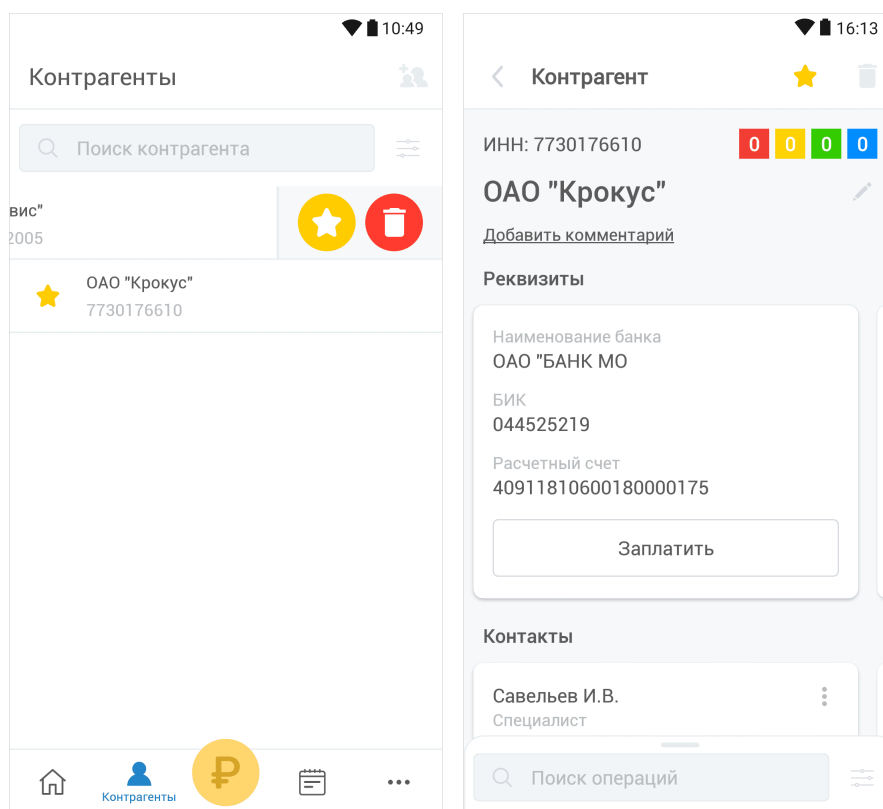 10:49
Контрагенты
Поиск контрагента
вис"
2005
ОАО "Крокус"
7730176610
Контрагенты
16:13
Контрагент
ИНН: 7730176610
0 0 0 0
ОАО "Крокус"
Добавить комментарий
Реквизиты
Наименование банка
ОАО "БАНК МО
БИК
044525219
Расчетный счет
40911810600180000175
Заплатить
Контакты
Савельев И.В.
Специалист
Поиск операций